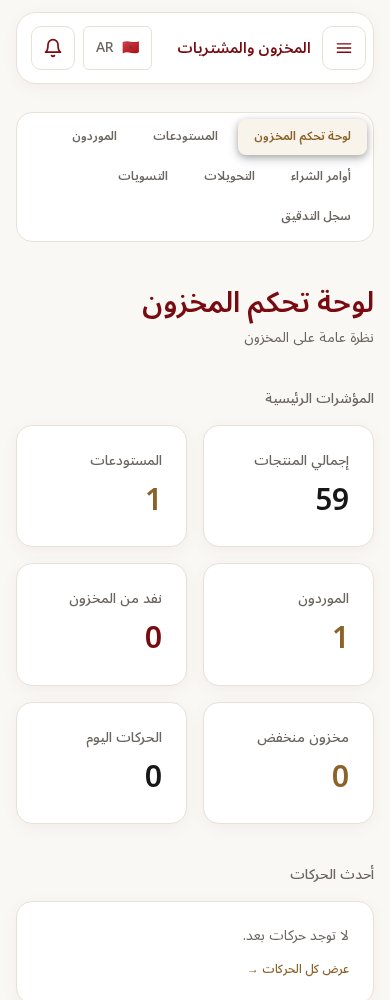 المخزون والمشتريات 🇲🇦 AR
لوحة تحكم المخزون المستودعات الموردون
أوامر الشراء التحويلات التسويات
سجل التدقيق
لوحة تحكم المخزون
نظرة عامة على المخزون
المؤشرات الرئيسية
إجمالي المنتجات
59
المستودعات
1
الموردون
1
نفد من المخزون
0
مخزون منخفض
0
الحركات اليوم
0
أحدث الحركات
لا توجد حركات بعد.
عرض كل الحركات →